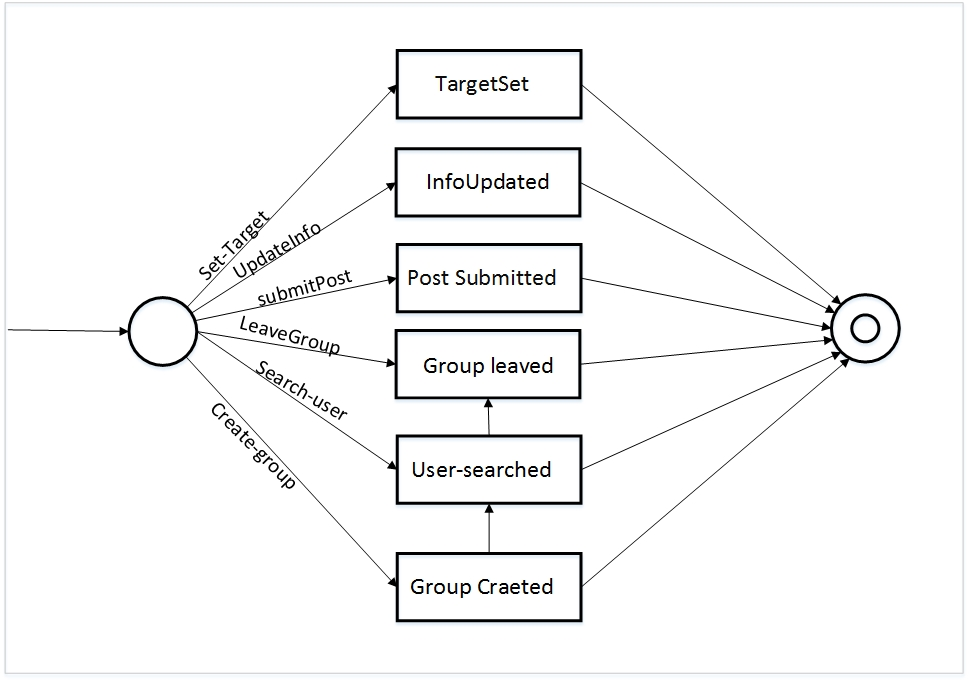 TargetSet
InfoUpdated
Set-Target
UpdateInfo
Post Submitted
submitPost
LeaveGroup
Group leaved
Search-user
User-searched
Create-group
Group Craeted